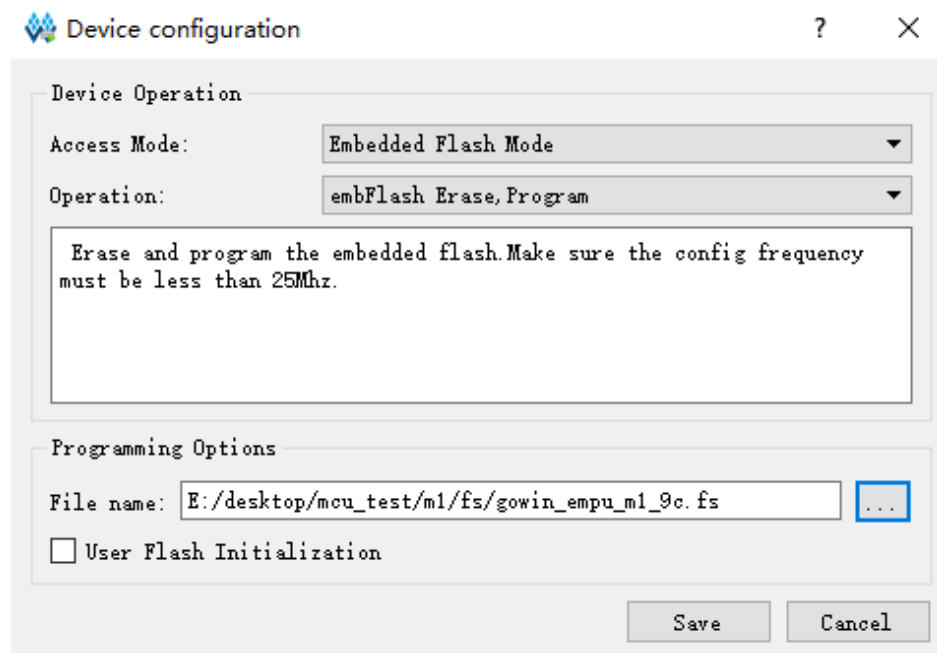 Device configuration
?
Device Operation
Access Mode:
Embedded Flash Mode
Operation:
embFlash Erase,Program
Erase and program the embedded flash.Make sure the config frequency
must be less than 25Mhz.
Programming Options
File name:
E:/desktop/mcu_test/m1/fs/gowin_empu_m1_9c.fs
...
User Flash Initialization
Save
Cancel